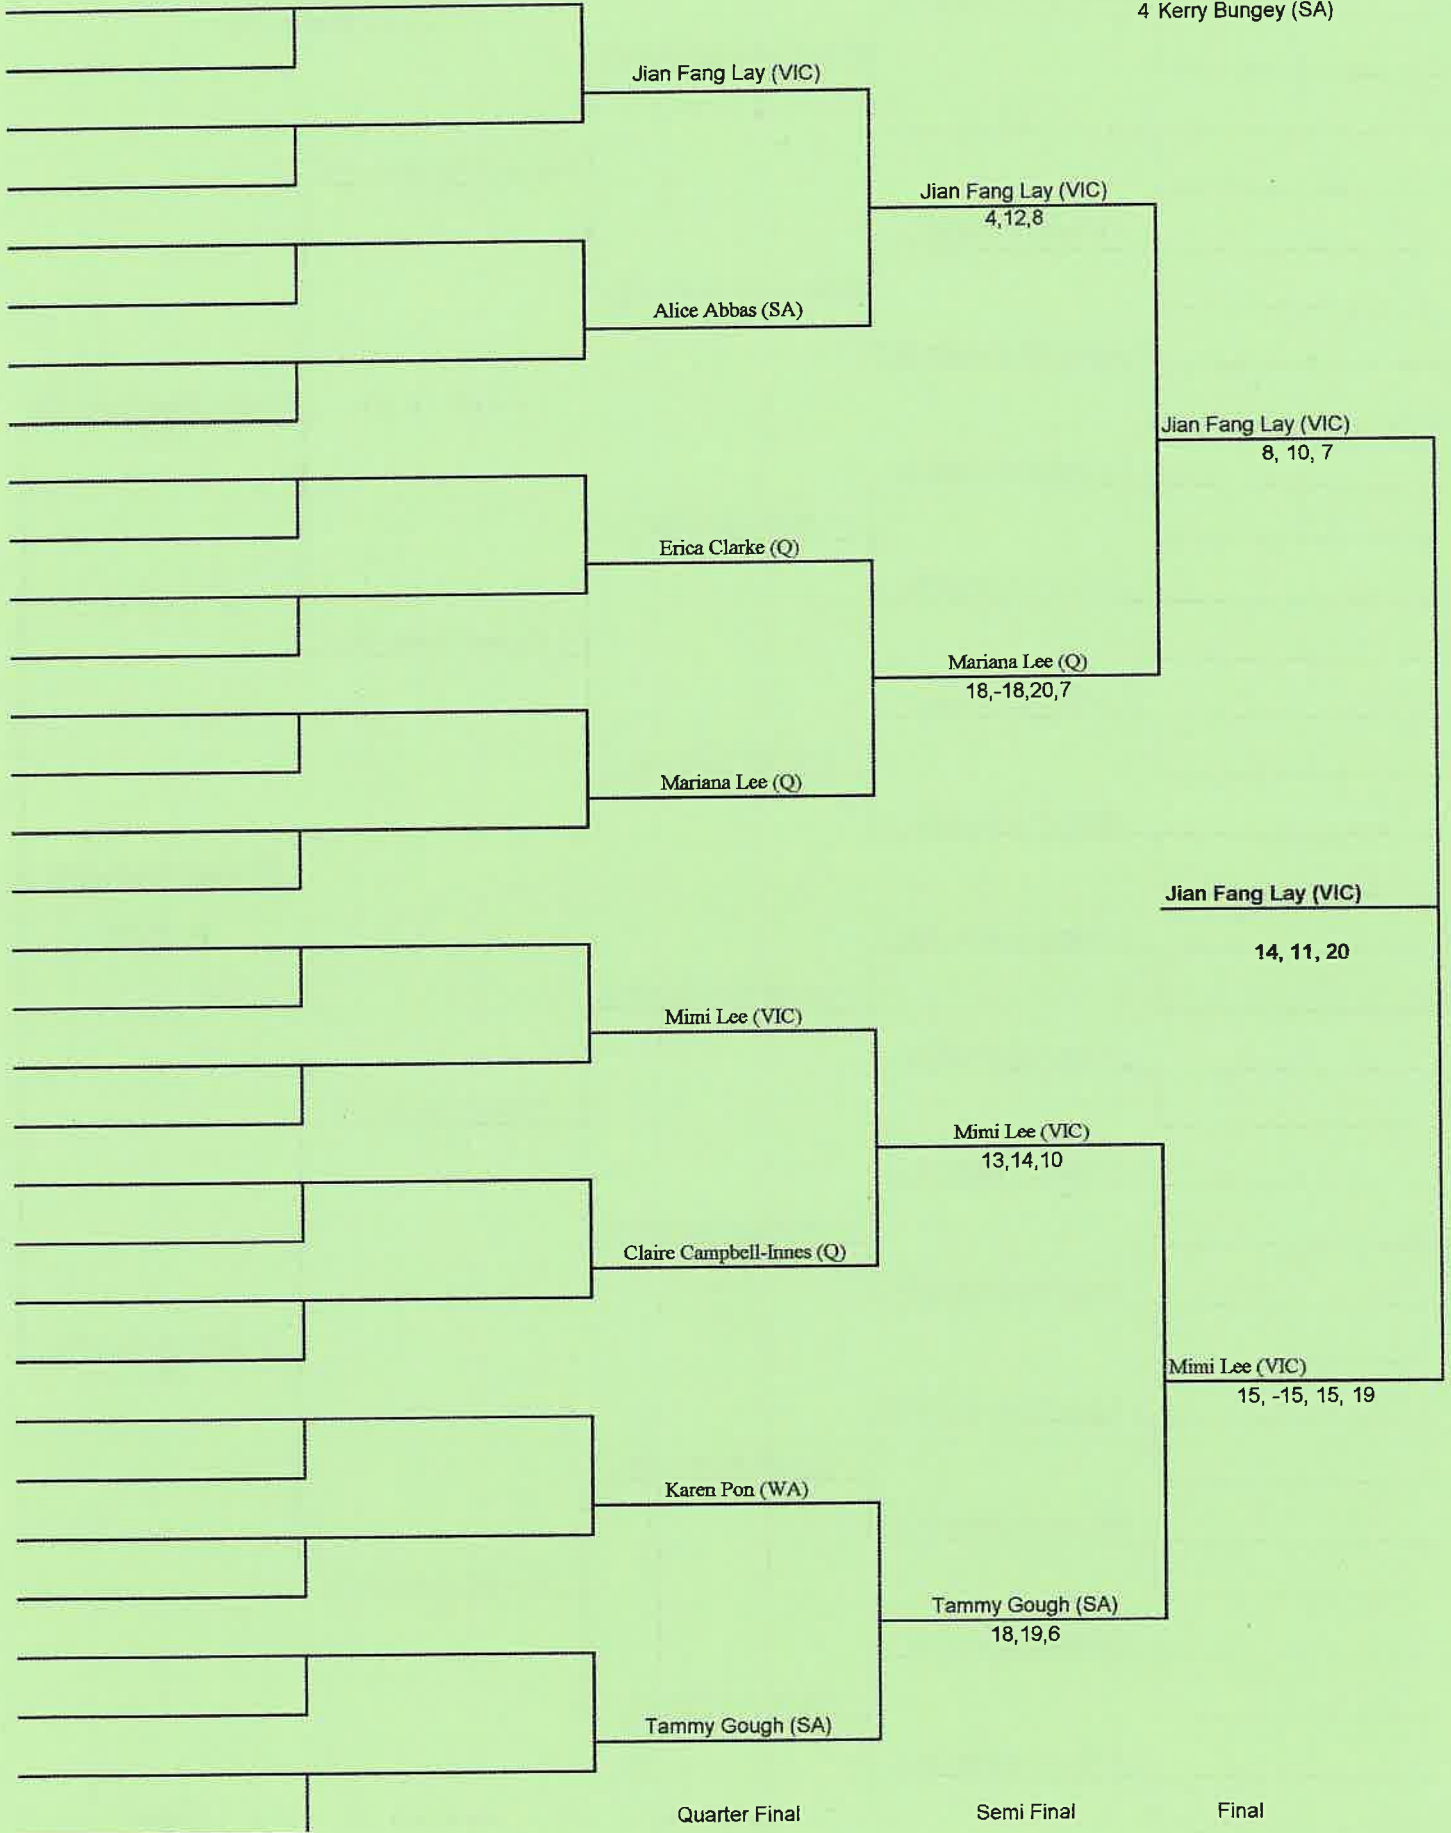 4 Kerry Bungey (SA)
Jian Fang Lay (VIC)
Jian Fang Lay (VIC)
4,12,8
Alice Abbas (SA)
Jian Fang Lay (VIC)
8, 10, 7
Erica Clarke (Q)
Mariana Lee (Q)
18,-18,20,7
Mariana Lee (Q)
Jian Fang Lay (VIC)
14, 11, 20
Mimi Lee (VIC)
Mimi Lee (VIC)
13,14,10
Claire Campbell-Innes (Q)
Mimi Lee (VIC)
15, -15, 15, 19
Karen Pon (WA)
Tammy Gough (SA)
18,19,6
Tammy Gough (SA)
Quarter Final Semi Final Final